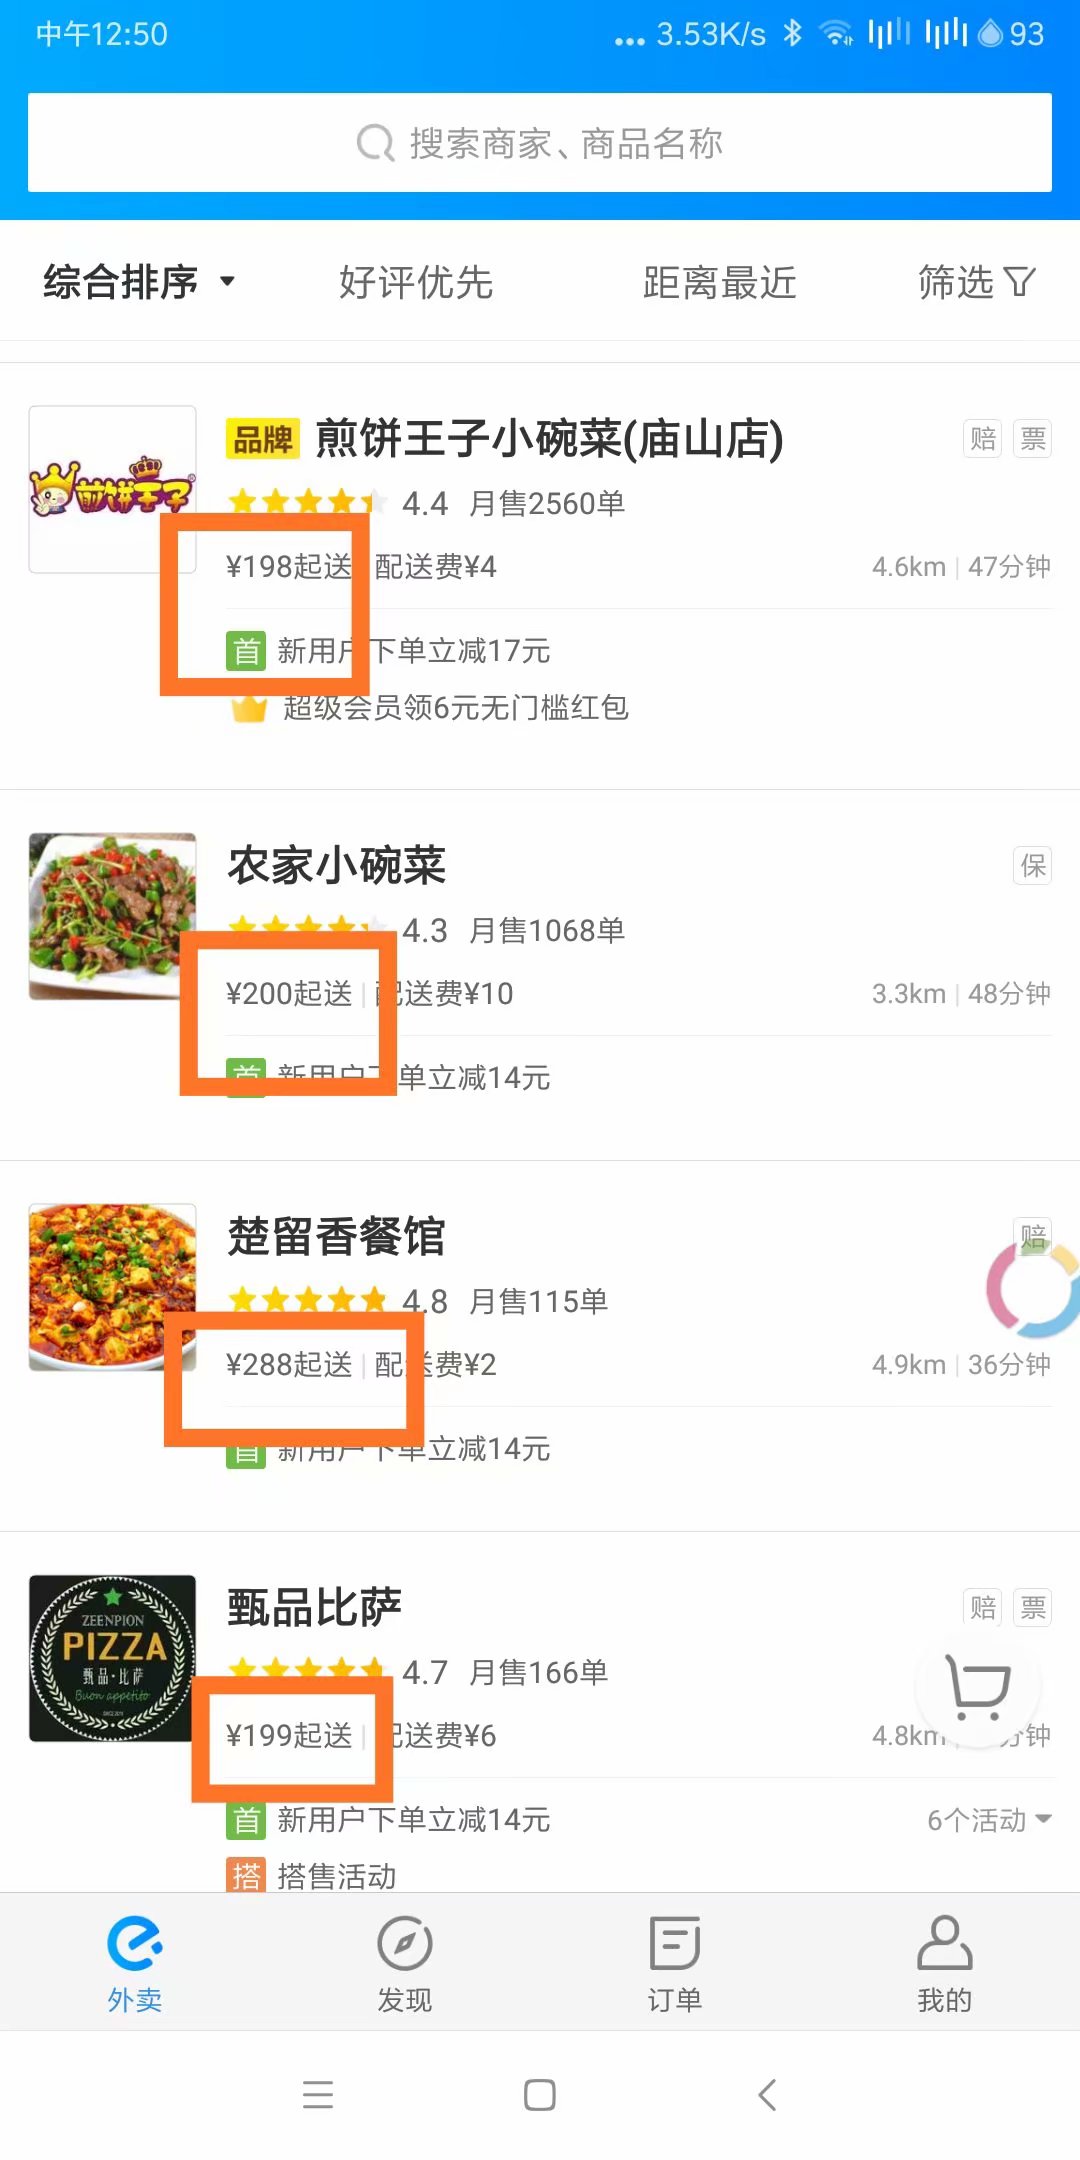 中午12:50
... 3.53K/s 93
搜索商家、商品名称
综合排序 好评优先 距离最近 筛选
煎饼王子
品牌 煎饼王子小碗菜(庙山店) 赔 票
4.4 月售2560单
¥198起送 配送费¥4 4.6km 47分钟
首 新用户下单立减17元
超级会员领6元无门槛红包
农家小碗菜 保
4.3 月售1068单
¥200起送 配送费¥10 3.3km 48分钟
首 新用户下单立减14元
楚留香餐馆 赔
4.8 月售115单
¥288起送 配送费¥2 4.9km 36分钟
首 新用户下单立减14元
ZEENPION
PIZZA
甄品·比萨
Buon appetito
甄品比萨 赔 票
4.7 月售166单
¥199起送 配送费¥6 4.8km 钟
首 新用户下单立减14元 6个活动
搭 搭售活动
外卖 发现 订单 我的